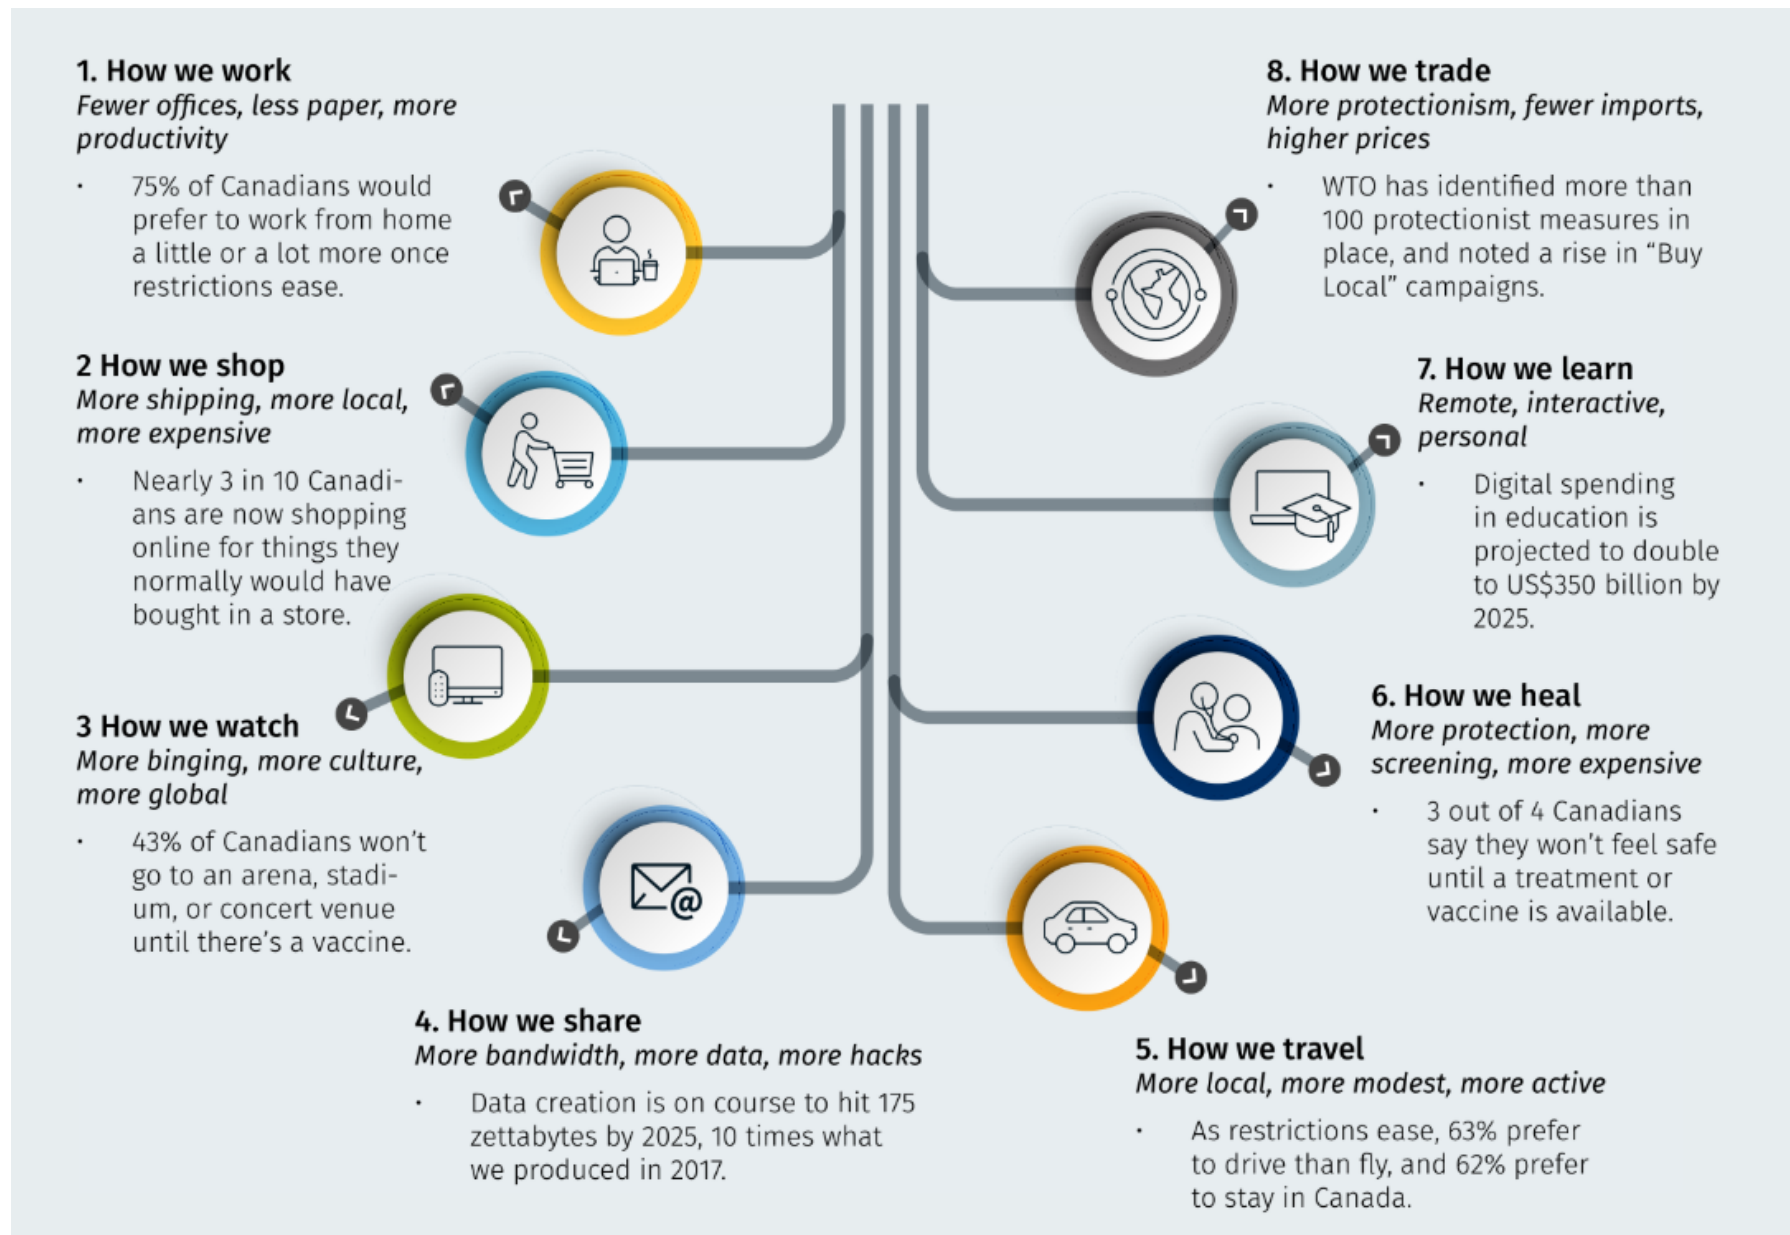 1. How we work
Fewer offices, less paper, more
productivity
· 75% of Canadians would
prefer to work from home
a little or a lot more once
restrictions ease.
2 How we shop
More shipping, more local,
more expensive
· Nearly 3 in 10 Canadi-
ans are now shopping
online for things they
normally would have
bought in a store.
3 How we watch
More binging, more culture,
more global
· 43% of Canadians won't
go to an arena, stadi-
um, or concert venue
until there's a vaccine.
4. How we share
More bandwidth, more data, more hacks
· Data creation is on course to hit 175
zettabytes by 2025, 10 times what
we produced in 2017.
5. How we travel
More local, more modest, more active
· As restrictions ease, 63% prefer
to drive than fly, and 62% prefer
to stay in Canada.
6. How we heal
More protection, more
screening, more expensive
· 3 out of 4 Canadians
say they won't feel safe
until a treatment or
vaccine is available.
7. How we learn
Remote, interactive,
personal
· Digital spending
in education is
projected to double
to US$350 billion by
2025.
8. How we trade
More protectionism, fewer imports,
higher prices
· WTO has identified more than
100 protectionist measures in
place, and noted a rise in “Buy
Local” campaigns.
@